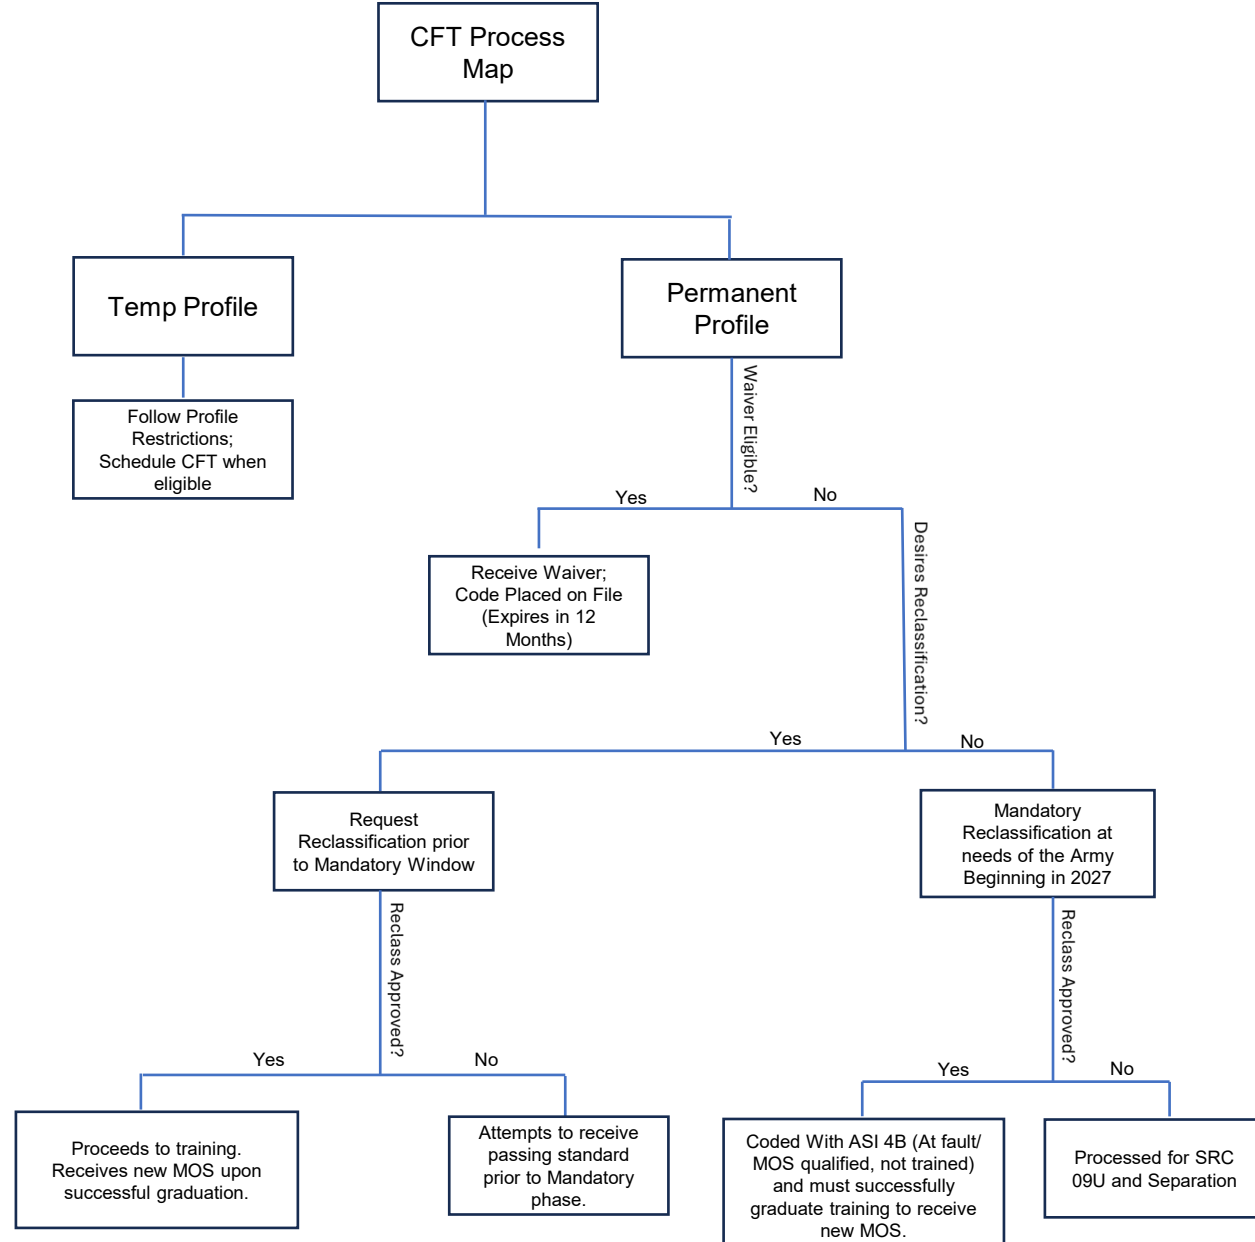 CFT Process
Map
Temp Profile
Permanent
Profile
Follow Profile
Restrictions;
Schedule CFT when
eligible
Waiver Eligible?
Yes
No
Receive Waiver;
Code Placed on File
(Expires in 12
Months)
Desires Reclassification?
Yes
No
Request
Reclassification prior
to Mandatory Window
Mandatory
Reclassification at
needs of the Army
Beginning in 2027
Reclass Approved?
Reclass Approved?
Yes
No
Yes
No
Proceeds to training.
Receives new MOS upon
successful graduation.
Attempts to receive
passing standard
prior to Mandatory
phase.
Coded With ASI 4B (At fault/
MOS qualified, not trained)
and must successfully
graduate training to receive
new MOS.
Processed for SRC
09U and Separation